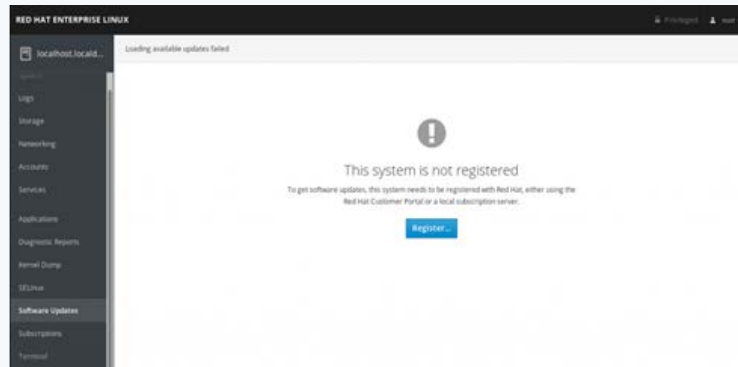 RED HAT ENTERPRISE LINUX
Privileged
root
localhost.locald...
Loading available updates failed
Logs
Storage
Networking
Accounts
Services
Applications
Diagnostic Reports
Kernel Dump
SELinux
Software Updates
Subscriptions
Terminal
This system is not registered
To get software updates, this system needs to be registered with Red Hat, either using the
Red Hat Customer Portal or a local subscription server.
Register...